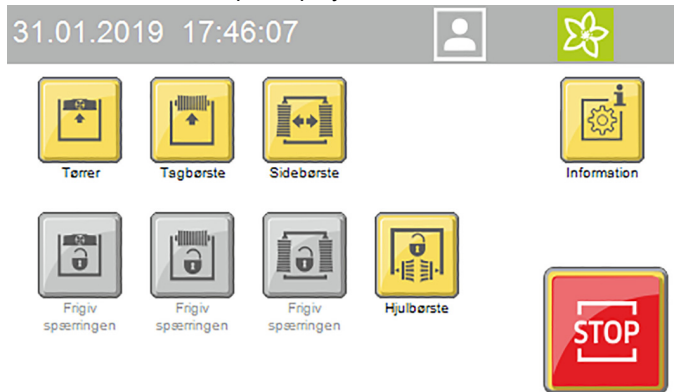 31.01.2019 17:46:07
Tørrer
Tagbørste
Sidebørste
Information
Frigiv
spærringen
Frigiv
spærringen
Frigiv
spærringen
Hjulbørste
STOP